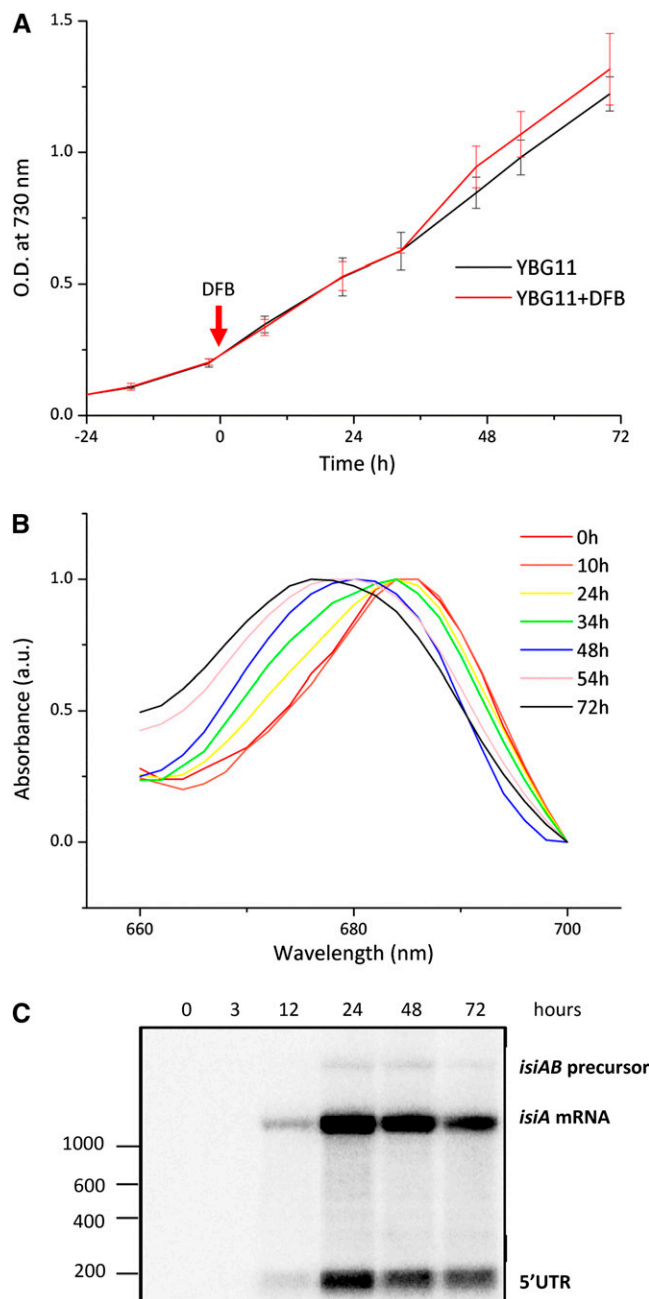 A
1.5
1.0
0.5
0.0
O.D. at 730 nm
DFB
YBG11
YBG11+DFB
-24 0 24 48 72
Time (h)
B
1.0
0.5
0.0
Absorbance (a.u.)
0h
10h
24h
34h
48h
54h
72h
660 680 700
Wavelength (nm)
C
0 3 12 24 48 72 hours
isiAB precursor
isiA mRNA
1000
600
400
200
5'UTR